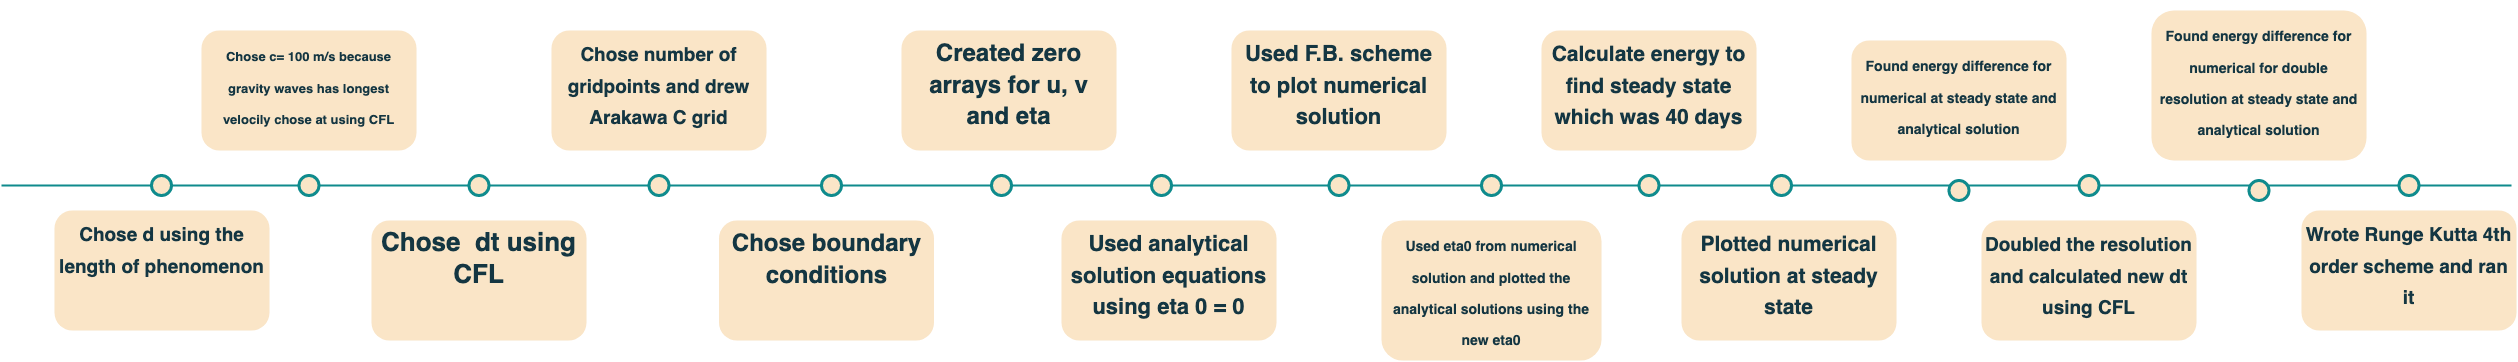 Chose d using the
length of phenomenon
Chose c= 100 m/s because
gravity waves has longest
velocily chose at using CFL
Chose dt using
CFL
Chose number of
gridpoints and drew
Arakawa C grid
Chose boundary
conditions
Created zero
arrays for u, v
and eta
Used analytical
solution equations
using eta 0 = 0
Used F.B. scheme
to plot numerical
solution
Used eta0 from numerical
solution and plotted the
analytical solutions using the
new eta0
Calculate energy to
find steady state
which was 40 days
Plotted numerical
solution at steady
state
Found energy difference for
numerical at steady state and
analytical solution
Doubled the resolution
and calculated new dt
using CFL
Found energy difference for
numerical for double
resolution at steady state and
analytical solution
Wrote Runge Kutta 4th
order scheme and ran
it